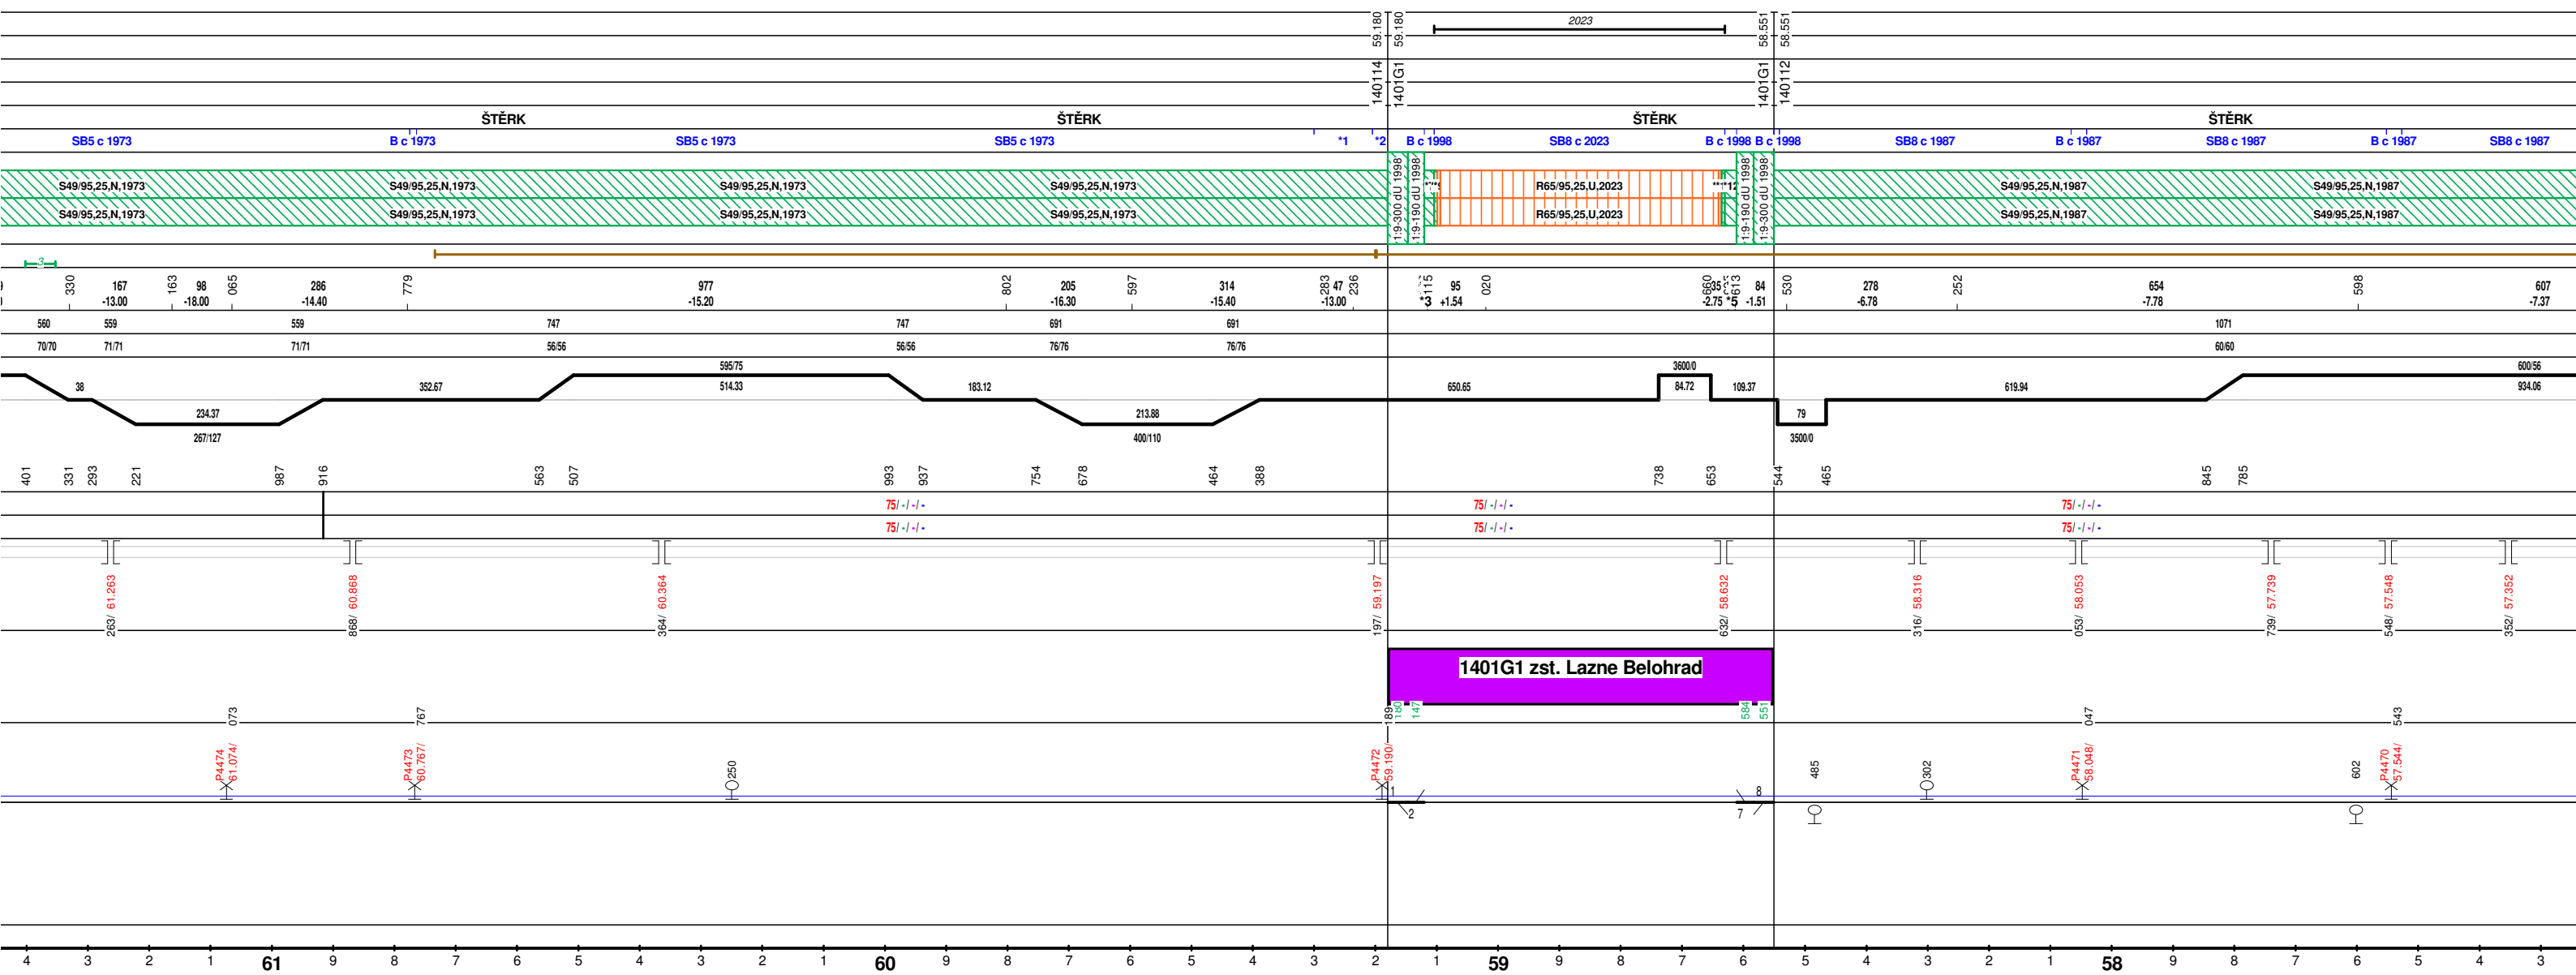 59.180 59.180 2023 58.551 58.551
140114 1401G1 1401G1 140112
ŠTĚRK ŠTĚRK ŠTĚRK ŠTĚRK
SB5 c 1973 B c 1973 SB5 c 1973 SB5 c 1973 *1 *2 B c 1998 SB8 c 2023 B c 1998 B c 1998 SB8 c 1987 B c 1987 SB8 c 1987 B c 1987 SB8 c 1987
1:9-300 dU 1998 1:9-190 dU 1998 1:9-190 dU 1998 1:9-300 dU 1998
S49/95,25,N,1973 S49/95,25,N,1973 S49/95,25,N,1973 S49/95,25,N,1973 R65/95,25,U,2023 S49/95,25,N,1987 S49/95,25,N,1987
S49/95,25,N,1973 S49/95,25,N,1973 S49/95,25,N,1973 S49/95,25,N,1973 R65/95,25,U,2023 S49/95,25,N,1987 S49/95,25,N,1987
3
330 167 163 98 065 286 779 977 802 205 597 314 283 47 236 115 95 020 660 35 613 84 530 278 252 654 598 607
-13.00 -18.00 -14.40 -15.20 -16.30 -15.40 -13.00 *3 +1.54 -2.75 *5 -1.51 -6.78 -7.78 -7.37
560 559 559 747 747 691 691 1071
70/70 71/71 71/71 56/56 56/56 76/76 76/76 60/60
595/75 3600/0 600/56
38 352.67 514.33 183.12 650.65 84.72 109.37 619.94 934.06
234.37 213.88 79
267/127 400/110 3500/0
401 331 293 221 987 916 563 507 993 937 754 678 464 388 738 653 544 465 845 785
75/ - / - / - 75/ - / - / - 75/ - / - / -
75/ - / - / - 75/ - / - / - 75/ - / - / -
263/ 61.263 868/ 60.868 364/ 60.364 197/ 59.197 632/ 58.632 316/ 58.316 053/ 58.053 739/ 57.739 548/ 57.548 352/ 57.352
1401G1 zst. Lazne Belohrad
073 767 189 180 147 584 551 047 543
P4474 61.074/ P4473 60.767/ 250 P4472 59.190/ 485 302 P4471 58.048/ 602 P4470 57.544/
1 8
2 7
4 3 2 1 61 9 8 7 6 5 4 3 2 1 60 9 8 7 6 5 4 3 2 1 59 9 8 7 6 5 4 3 2 1 58 9 8 7 6 5 4 3